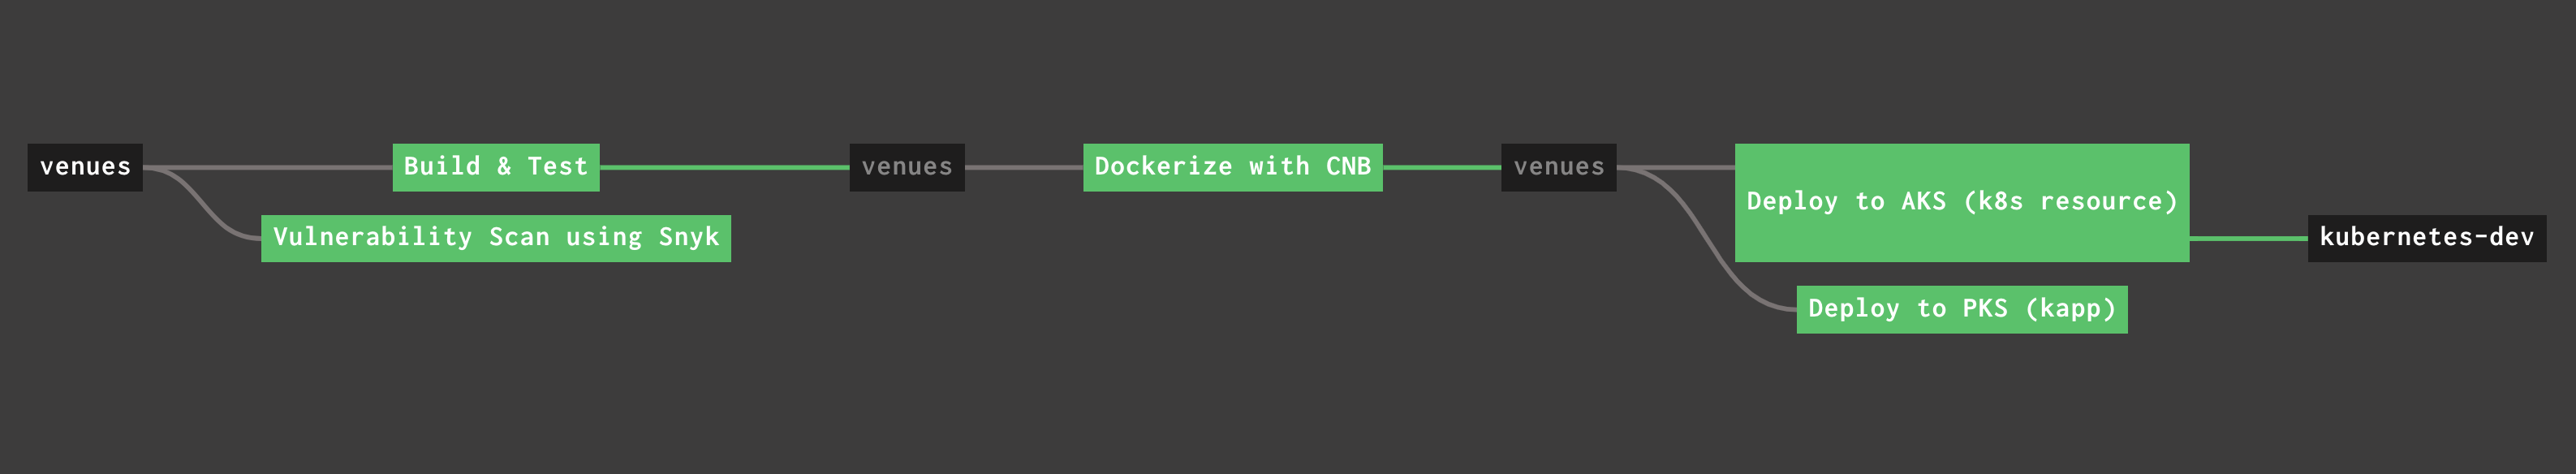 venues
Build & Test
Vulnerability Scan using Snyk
venues
Dockerize with CNB
venues
Deploy to AKS (k8s resource)
Deploy to PKS (kapp)
kubernetes-dev